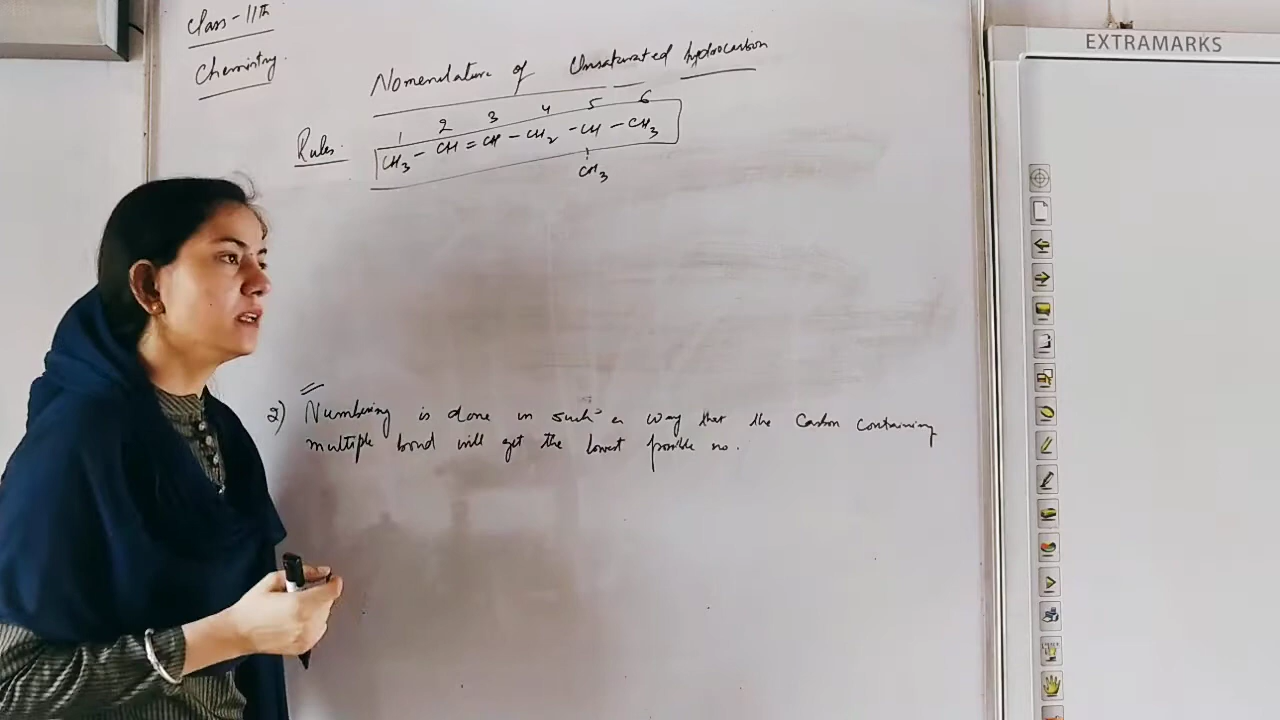 Class - 11th
Chemistry.
Nomenclature of Unsaturated hydrocarbon
EXTRAMARKS
Rules.
1 2 3 4 5 6
CH3 - CH = CH - CH2 - CH - CH3
CH3
2) Numbering is done in such a way that the Carbon containing
multiple bond will get the lowest possible no.